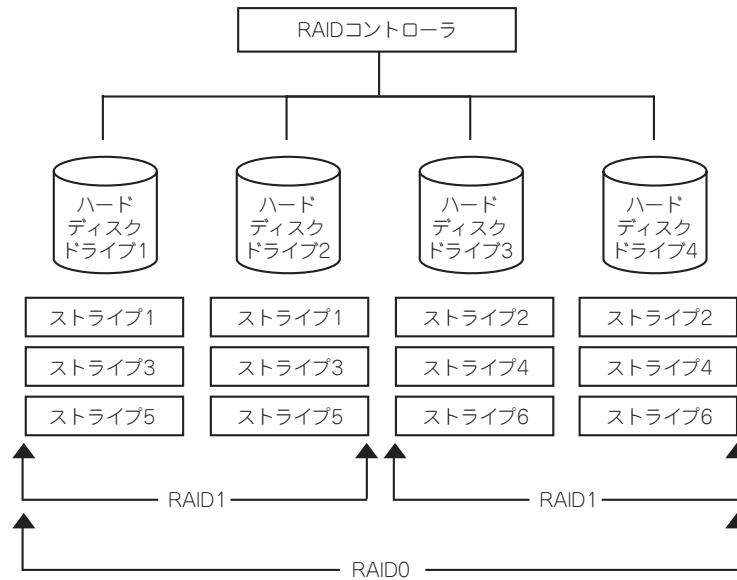 RAIDコントローラ
ハード
ディスク
ドライブ1
ハード
ディスク
ドライブ2
ハード
ディスク
ドライブ3
ハード
ディスク
ドライブ4
ストライプ1
ストライプ1
ストライプ2
ストライプ2
ストライプ3
ストライプ3
ストライプ4
ストライプ4
ストライプ5
ストライプ5
ストライプ6
ストライプ6
RAID1
RAID1
RAID0